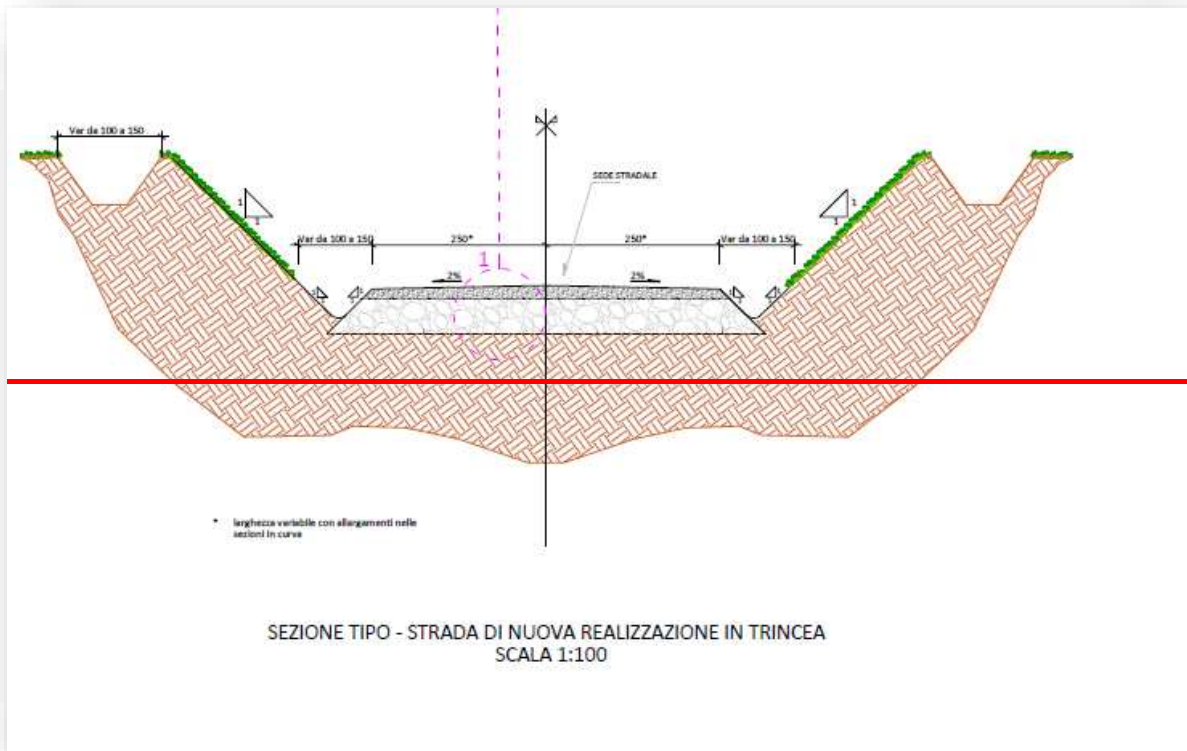 Var da 100 a 150
SEDE STRADALE
1
1
1
1
Var da 100 a 150
250*
250*
Var da 100 a 150
1
2%
2%
* larghezza variabile con allargamenti nelle
sezioni in curva
SEZIONE TIPO - STRADA DI NUOVA REALIZZAZIONE IN TRINCEA
SCALA 1:100